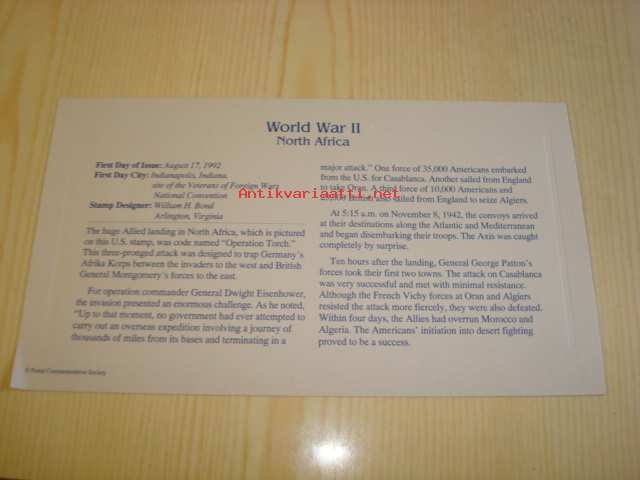 World War II
North Africa
First Day of Issue: August 17, 1992
First Day City: Indianapolis, Indiana,
site of the Veterans of Foreign Wars
National Convention
Stamp Designer: William H. Bond
Arlington, Virginia
The huge Allied landing in North Africa, which is pictured
on this U.S. stamp, was code named "Operation Torch."
This three-pronged attack was designed to trap Germany's
Afrika Korps between the invaders to the west and British
General Montgomery's forces to the east.
For operation commander General Dwight Eisenhower,
the invasion presented an enormous challenge. As he noted,
"Up to that moment, no government had ever attempted to
carry out an overseas expedition involving a journey of
thousands of miles from its bases and terminating in a
major attack." One force of 35,000 Americans embarked
from the U.S. for Casablanca. Another sailed from England
to take Oran. A third force of 10,000 Americans and
British also sailed from England to seize Algiers.
At 5:15 a.m. on November 8, 1942, the convoys arrived
at their destinations along the Atlantic and Mediterranean
and began disembarking their troops. The Axis was caught
completely by surprise.
Ten hours after the landing, General George Patton's
forces took their first two towns. The attack on Casablanca
was very successful and met with minimal resistance.
Although the French Vichy forces at Oran and Algiers
resisted the attack more fiercely, they were also defeated.
Within four days, the Allies had overrun Morocco and
Algeria. The Americans' initiation into desert fighting
proved to be a success.
© Postal Commemorative Society
Antikvariaatti.net
Antikvariaatti.net
Antikvariaatti.net